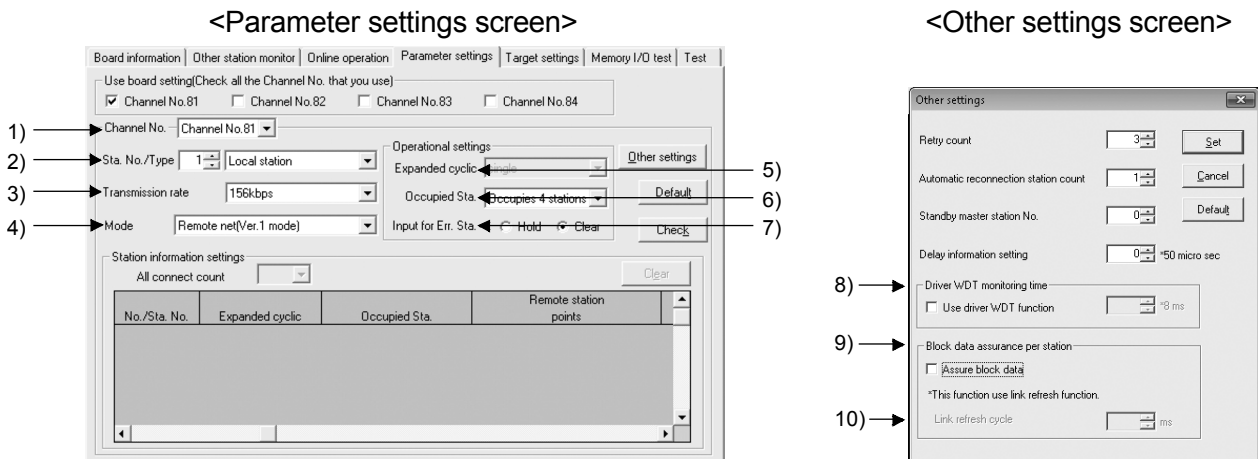 <Parameter settings screen>
<Other settings screen>
Board information Other station monitor Online operation Parameter settings Target settings Memory I/O test Test
Use board setting(Check all the Channel No. that you use)
Channel No.81 Channel No.82 Channel No.83 Channel No.84
1) Channel No. Channel No.81
2) Sta. No./Type 1 Local station
3) Transmission rate 156kbps
4) Mode Remote net(Ver.1 mode)
Operational settings
Expanded cyclic Single 5)
Occupied Sta. Occupies 4 stations 6)
Input for Err. Sta. Hold Clear 7)
Other settings
Default
Check
Station information settings
All connect count
Clear
No./Sta. No. Expanded cyclic Occupied Sta. Remote station points
Other settings
Retry count 3 Set
Automatic reconnection station count 1 Cancel
Standby master station No. 0 Default
Delay information setting 0 *50 micro sec
8) Driver WDT monitoring time
Use driver WDT function *8 ms
9) Block data assurance per station
Assure block data
*This function use link refresh function.
10) Link refresh cycle ms